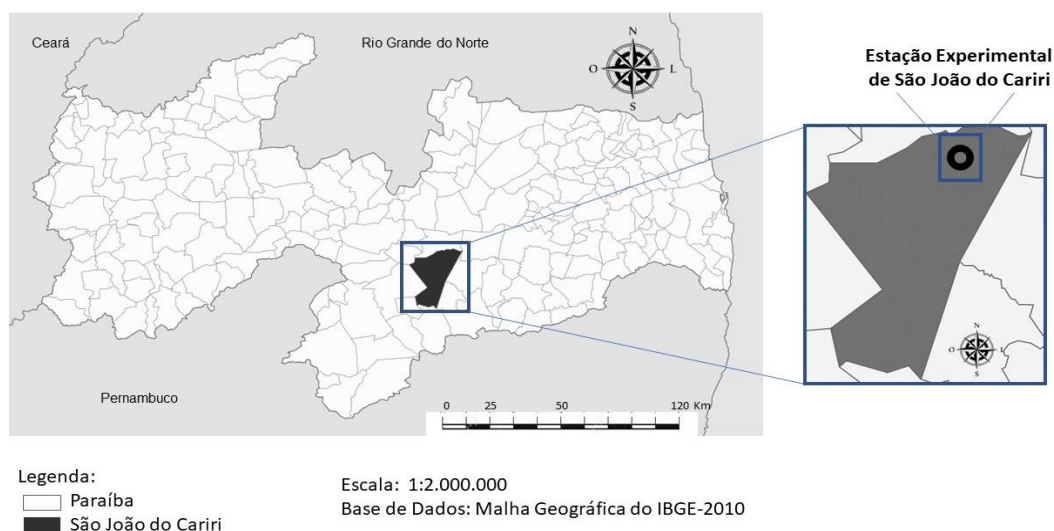 Ceará
Rio Grande do Norte
N
O L
S
Estação Experimental
de São João do Cariri
Pernambuco
0 25 50 120 Km
N
O L
S
Legenda:
Paraíba
São João do Cariri
Escala: 1:2.000.000
Base de Dados: Malha Geográfica do IBGE-2010